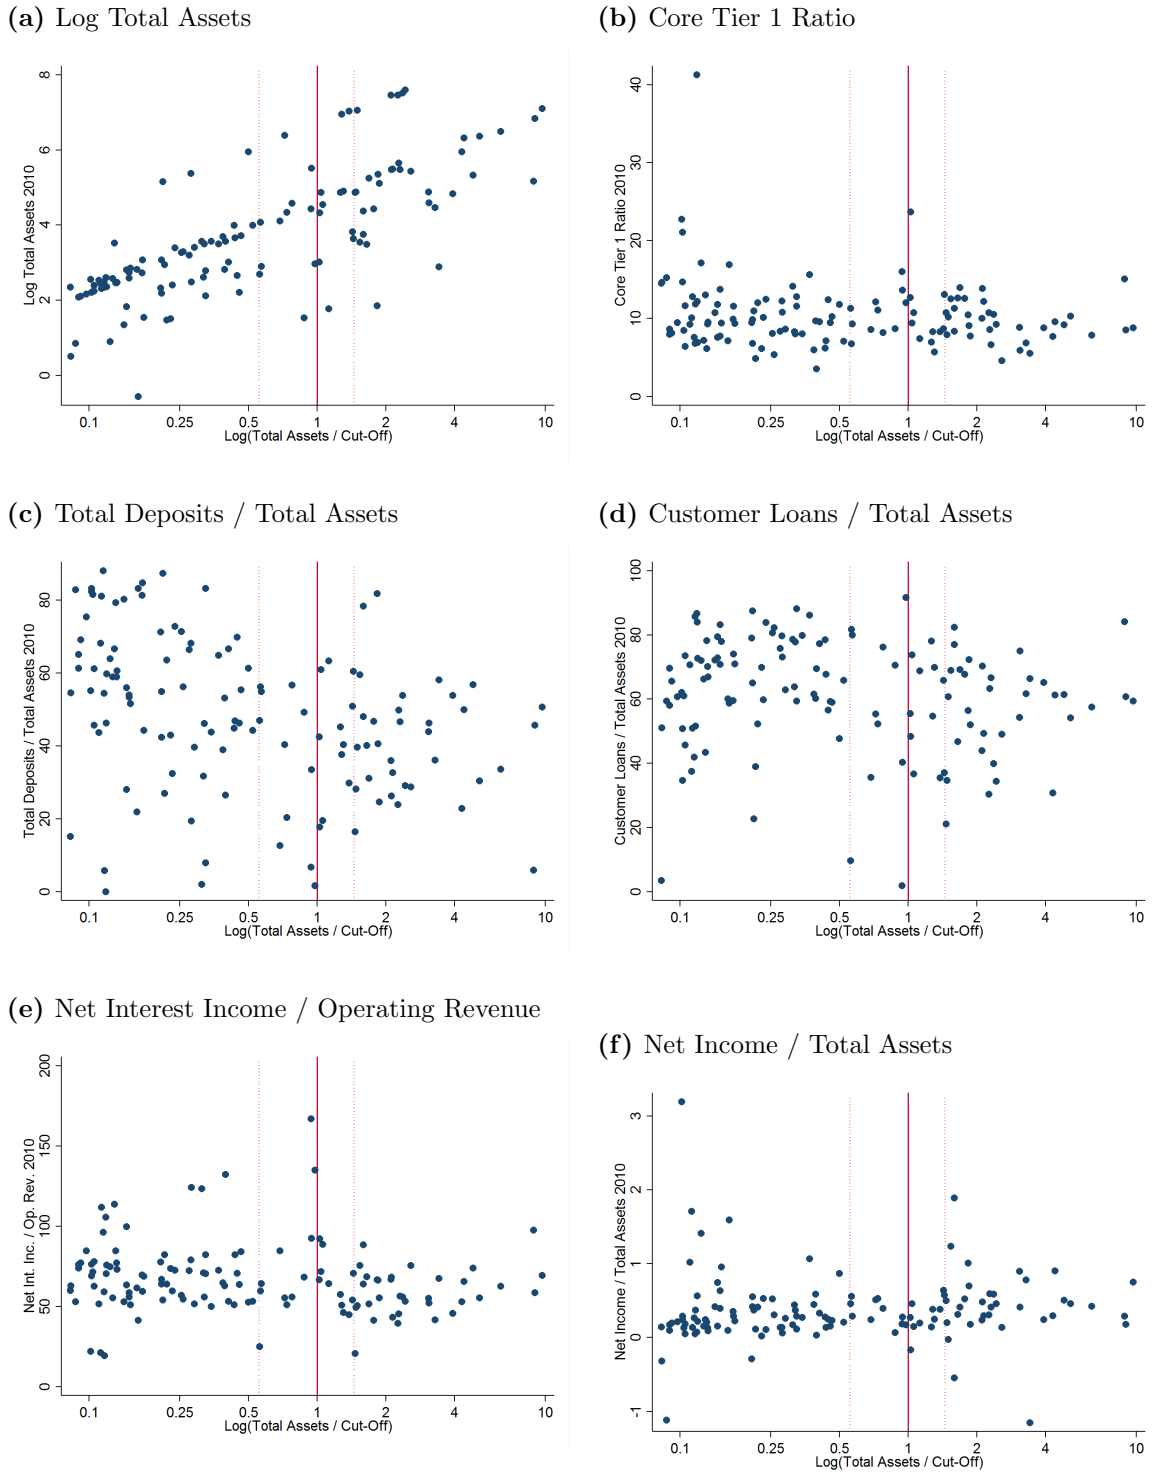 (a) Log Total Assets
(b) Core Tier 1 Ratio
Log Total Assets 2010
8
6
4
2
0
0.1 0.25 0.5 1 2 4 10
Log(Total Assets / Cut-Off)
Core Tier 1 Ratio 2010
40
30
20
10
0
0.1 0.25 0.5 1 2 4 10
Log(Total Assets / Cut-Off)
(c) Total Deposits / Total Assets
(d) Customer Loans / Total Assets
Total Deposits / Total Assets 2010
80
60
40
20
0
0.1 0.25 0.5 1 2 4 10
Log(Total Assets / Cut-Off)
Customer Loans / Total Assets 2010
100
80
60
40
20
0
0.1 0.25 0.5 1 2 4 10
Log(Total Assets / Cut-Off)
(e) Net Interest Income / Operating Revenue
(f) Net Income / Total Assets
Net Int. Inc. / Op. Rev. 2010
200
150
100
50
0
0.1 0.25 0.5 1 2 4 10
Log(Total Assets / Cut-Off)
Net Income / Total Assets 2010
3
2
1
0
-1
0.1 0.25 0.5 1 2 4 10
Log(Total Assets / Cut-Off)